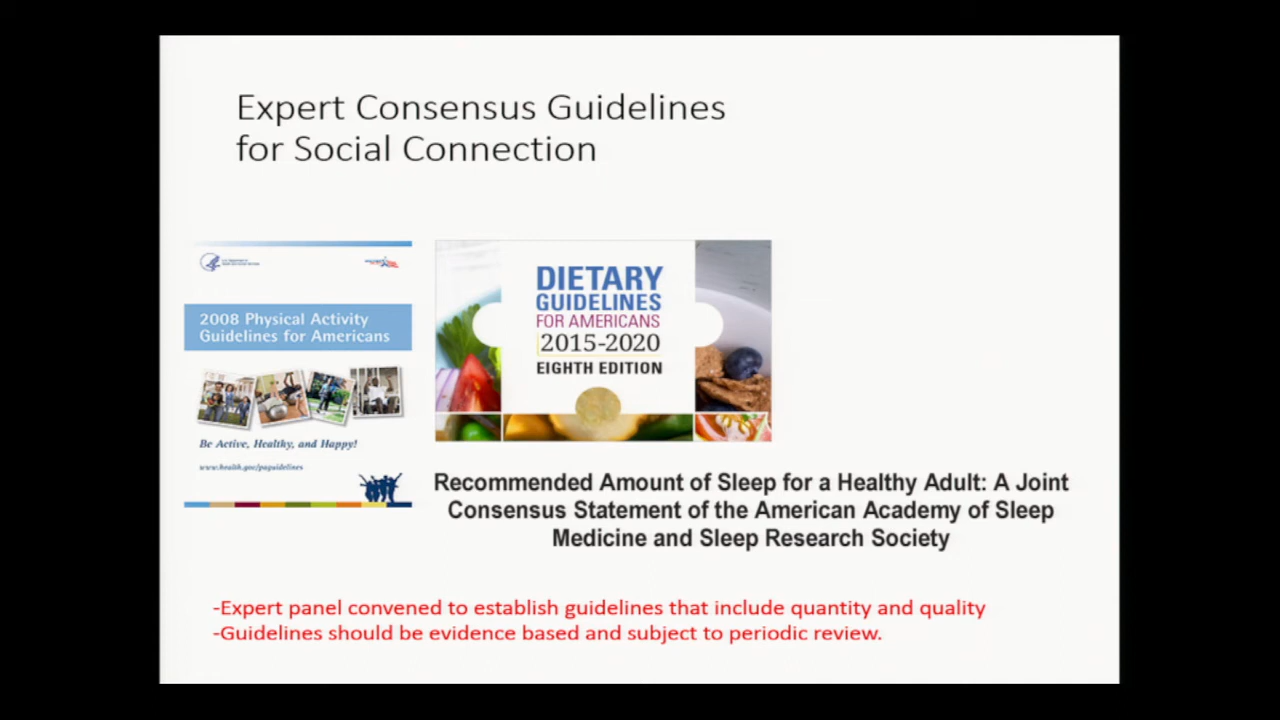 Expert Consensus Guidelines
for Social Connection
2008 Physical Activity
Guidelines for Americans
Be Active, Healthy, and Happy!
www.health.gov/paguidelines
DIETARY
GUIDELINES
FOR AMERICANS
2015-2020
EIGHTH EDITION
Recommended Amount of Sleep for a Healthy Adult: A Joint
Consensus Statement of the American Academy of Sleep
Medicine and Sleep Research Society
-Expert panel convened to establish guidelines that include quantity and quality
-Guidelines should be evidence based and subject to periodic review.